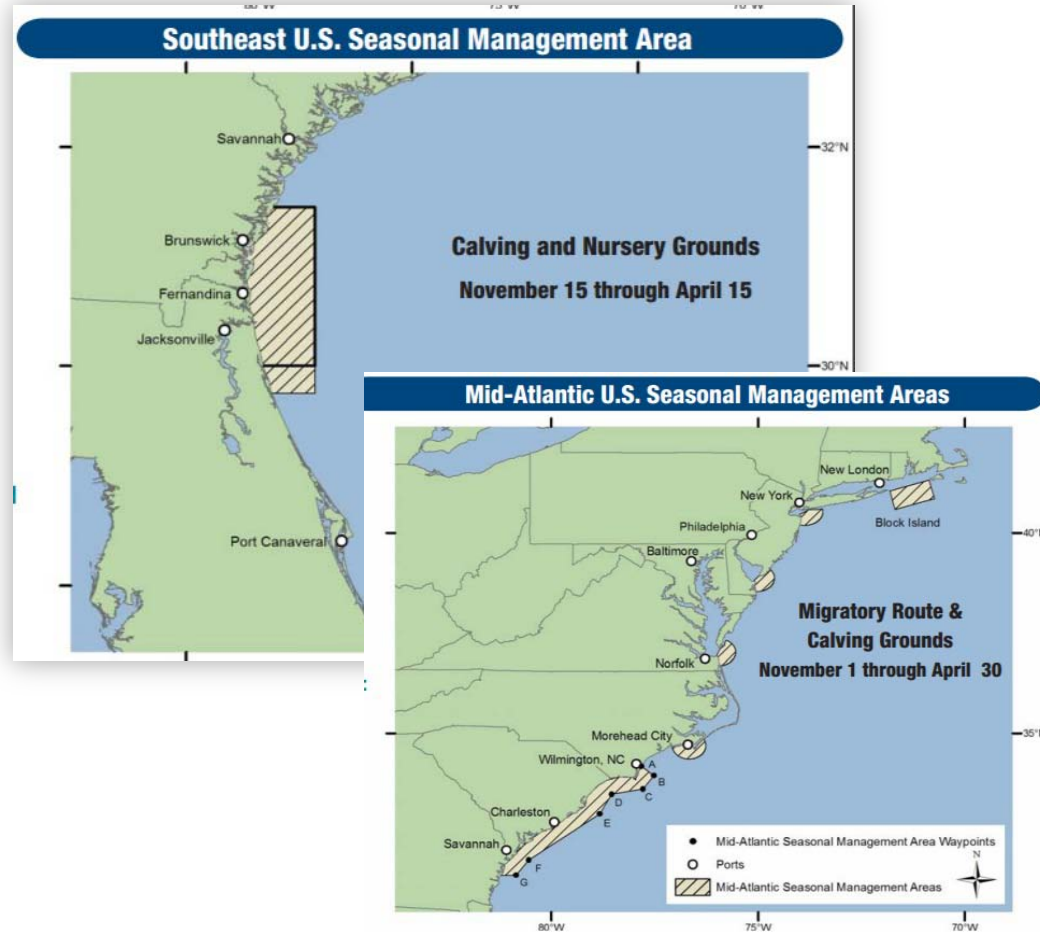 Southeast U.S. Seasonal Management Area
Savannah
32°N
Brunswick
Calving and Nursery Grounds
November 15 through April 15
Fernandina
Jacksonville
30°N
Port Canaveral
Mid-Atlantic U.S. Seasonal Management Areas
New London
New York
Block Island
Philadelphia
40°N
Baltimore
Migratory Route &
Calving Grounds
November 1 through April 30
Norfolk
Morehead City
35°N
Wilmington, NC
A
B
C
D
Charleston
E
Savannah
F
G
Mid-Atlantic Seasonal Management Area Waypoints
Ports
Mid-Atlantic Seasonal Management Areas
N
80°W
75°W
70°W